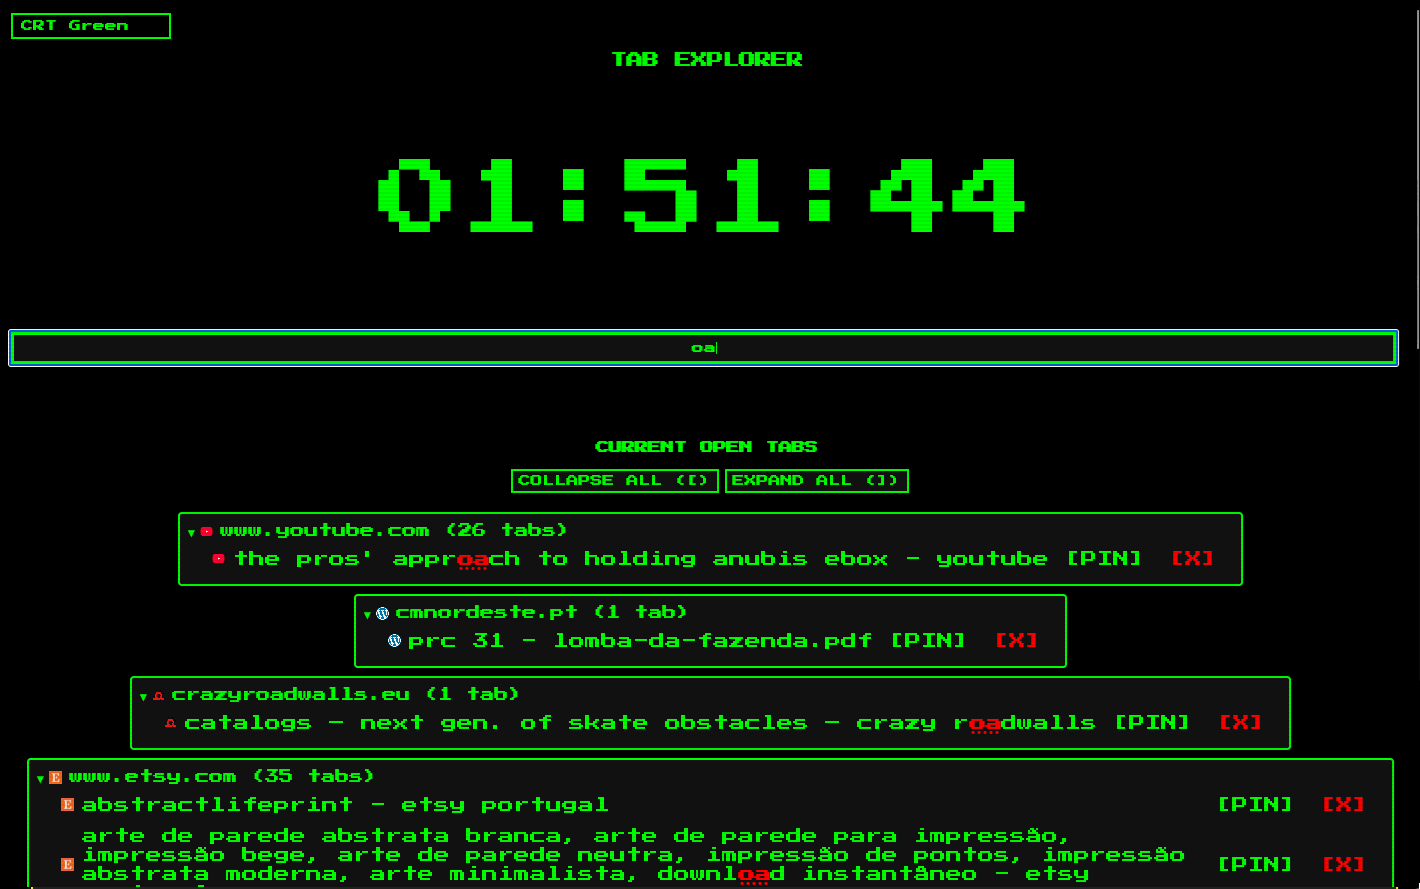 CRT Green
TAB EXPLORER
01:51:44
oa
CURRENT OPEN TABS
COLLAPSE ALL ([) EXPAND ALL (])
▼ www.youtube.com (26 tabs)
the pros' approach to holding anubis ebox - youtube [PIN] [X]
▼ cmnordeste.pt (1 tab)
prc 31 - lomba-da-fazenda.pdf [PIN] [X]
▼ crazyroadwalls.eu (1 tab)
catalogs - next gen. of skate obstacles - crazy roadwalls [PIN] [X]
▼ E www.etsy.com (35 tabs)
E abstractlifeprint - etsy portugal [PIN] [X]
arte de parede abstrata branca, arte de parede para impressão,
impressão bege, arte de parede neutra, impressão de pontos, impressão
E abstrata moderna, arte minimalista, download instantâneo - etsy [PIN] [X]